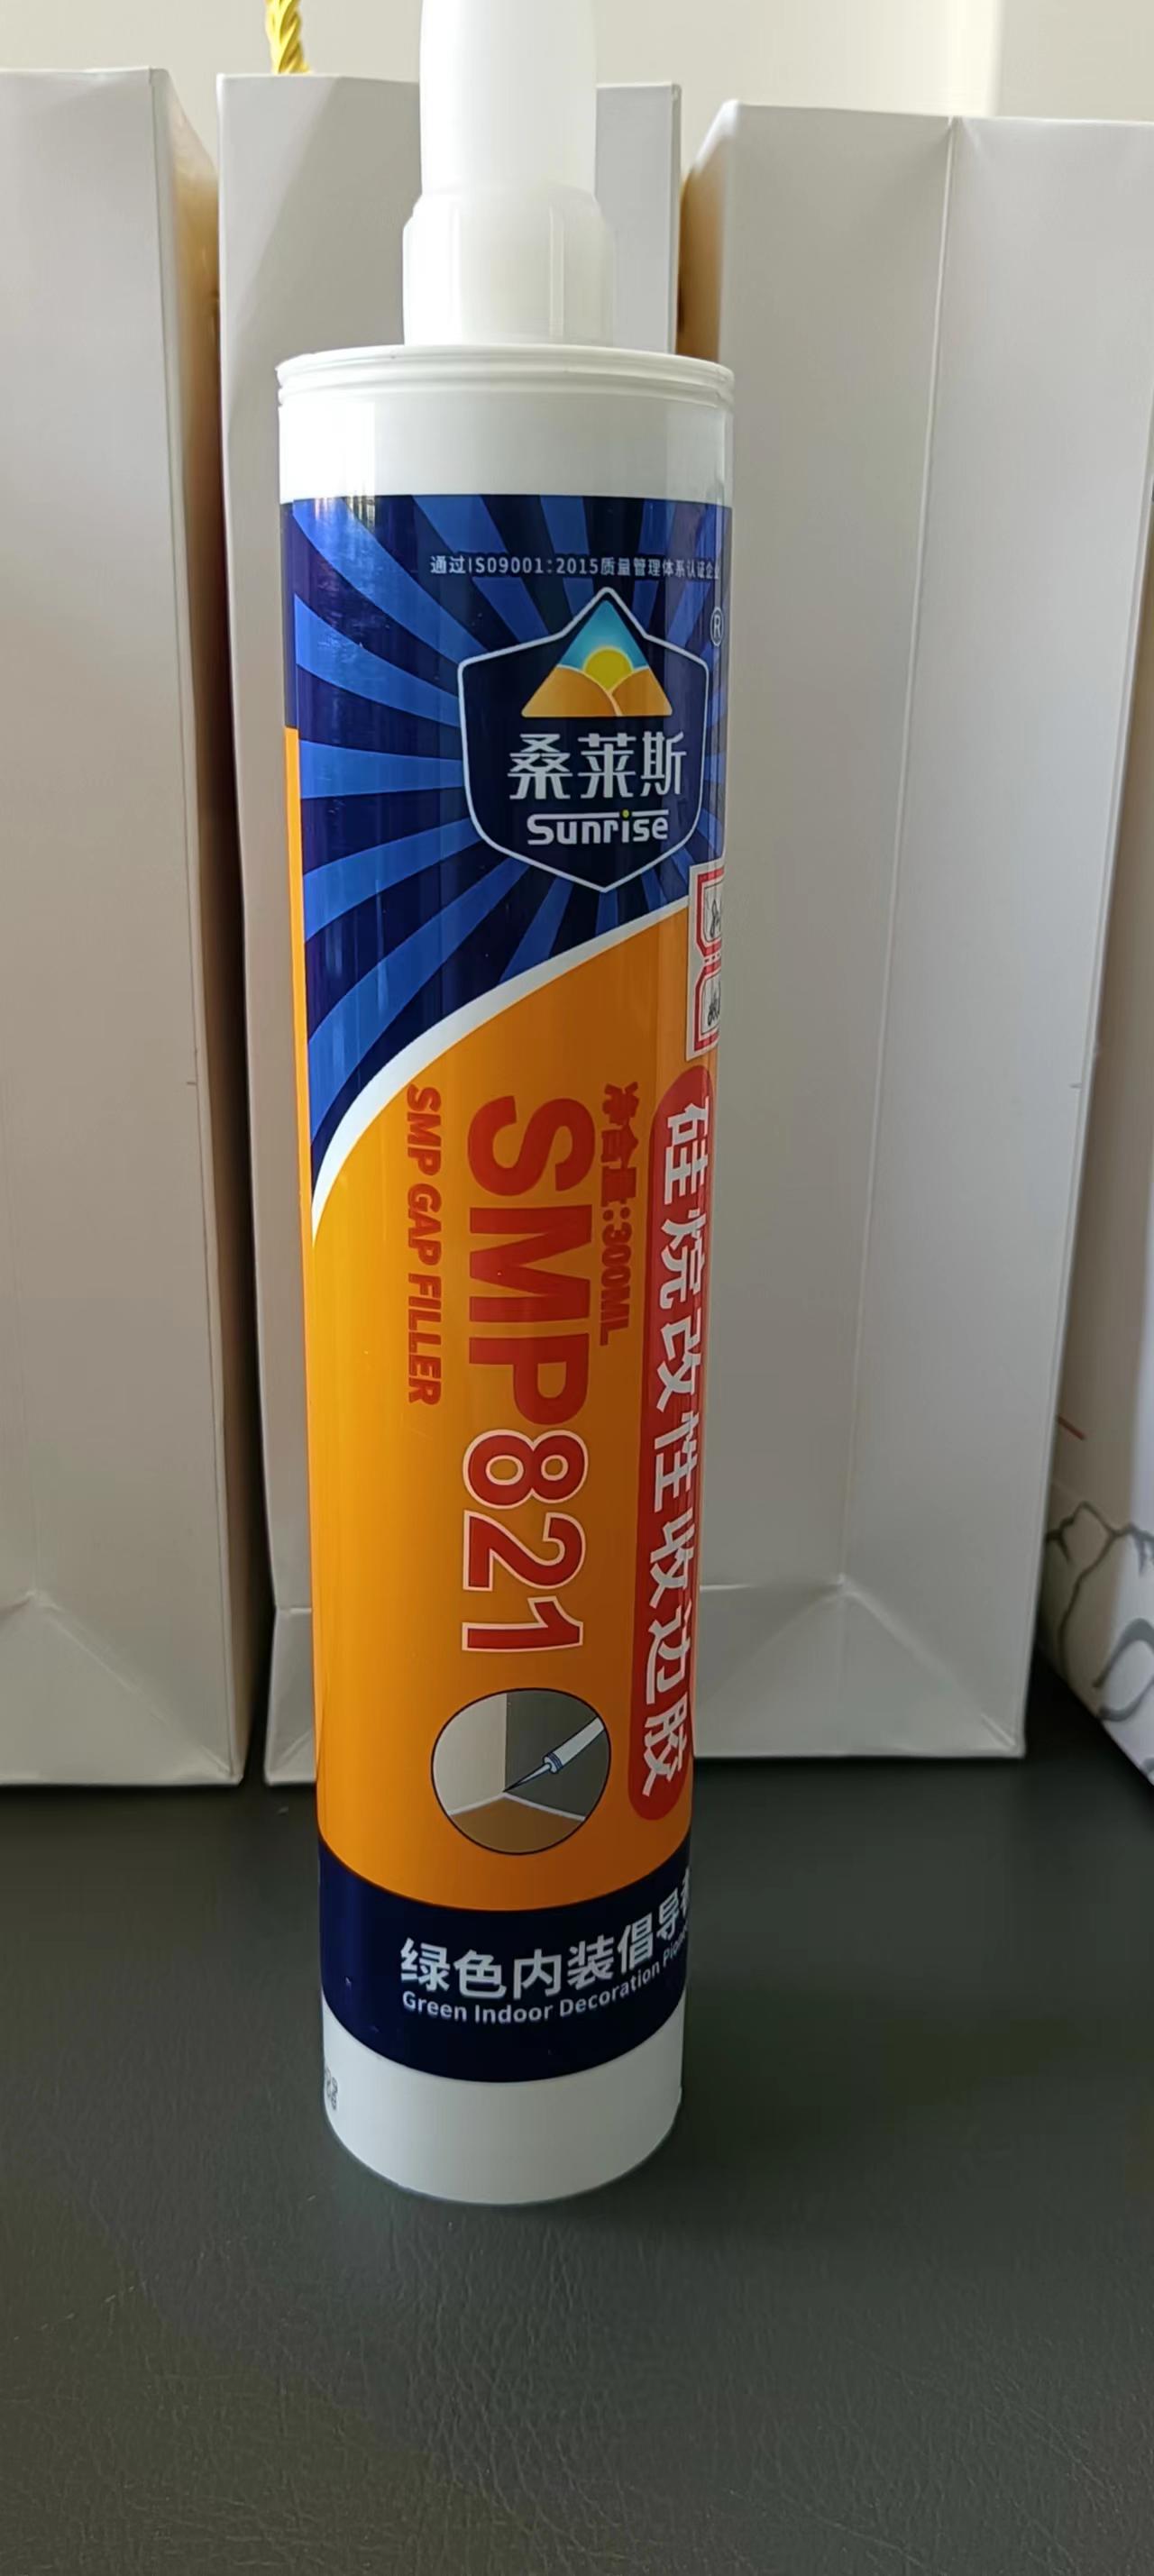 通过ISO9001:2015质量管理体系认证企业
®
桑莱斯
Sunrise
硅烷改性收边胶
净含量:300ML
SMP821
SMP GAP FILLER
绿色内装倡导者
Green Indoor Decoration